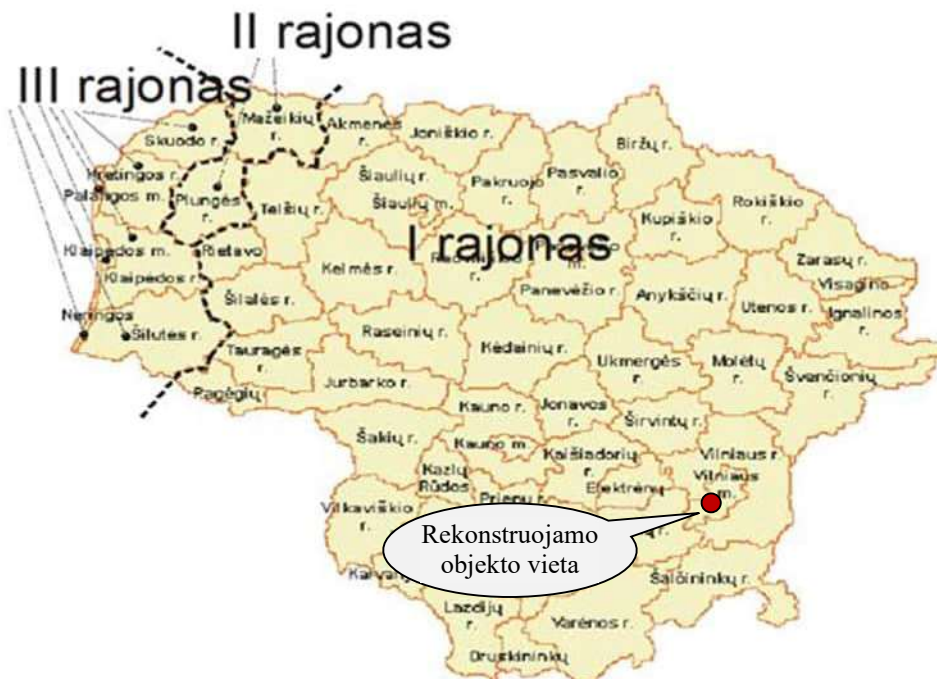 II rajonas
III rajonas
Mažeikių
r.
Akmenės
r.
Joniškio r.
Skuodo r.
Biržų r.
Kretingos r.
Palangos m.
Plungės
r.
Telšių r.
Šiaulių r.
Šiaulių m.
Pakruojo
r.
Pasvalio
r.
Rokiškio
r.
Kupiškio
r.
I rajonas
m.
Klaipėdos m.
Klaipėdos r.
Rietavo
Kelmės r.
Zarasų r.
Visagino
Panevėžio r.
Anykščių r.
Utenos r.
Ignalinos
r.
Neringos
Šilutės r.
Šilalės r.
Raseinių r.
Kėdainių r.
Ukmergės
r.
Molėtų
r.
Švenčionių
r.
Tauragės
r.
Pagėgių
Jurbarko r.
Kauno r.
Jonavos
r.
Širvintų r.
Šakių r.
Kauno m.
Kaišiadorių
r.
Vilniaus r.
Vilniaus
m.
Kazlų
Rūdos
Prienų r.
Elektrėnų
Vilkaviškio
r.
Rekonstruojamo
objekto vieta
r.
Šalčininkų r.
Lazdijų
r.
Varėnos r.
Druskininkų